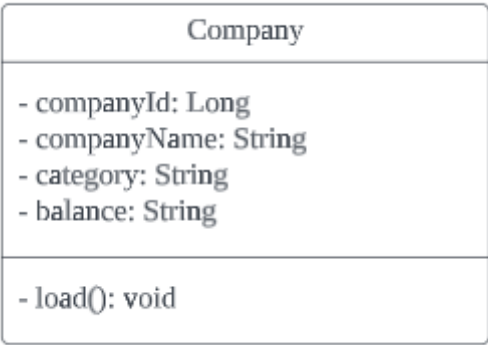 Company
- companyId: Long
- companyName: String
- category: String
- balance: String
- load(): void